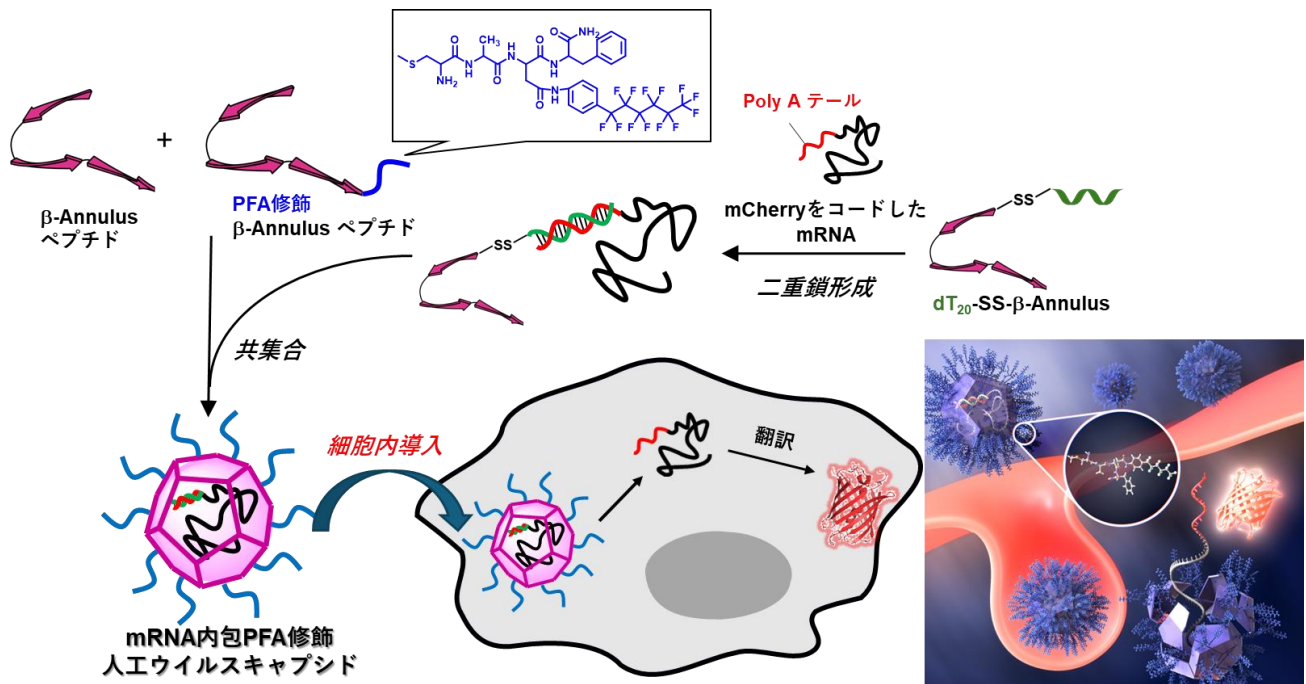 O
CH3
H
N
O
O
NH2
S
NH2
N
H
O
N
H
O
N
H
F F F F F F
F F F F F F F
Poly A テール
+
SS
β-Annulus
ペプチド
PFA修飾
β-Annulus ペプチド
SS
mCherryをコードした
mRNA
二重鎖形成
dT20-SS-β-Annulus
共集合
細胞内導入
翻訳
mRNA内包PFA修飾
人工ウイルスキャプシド